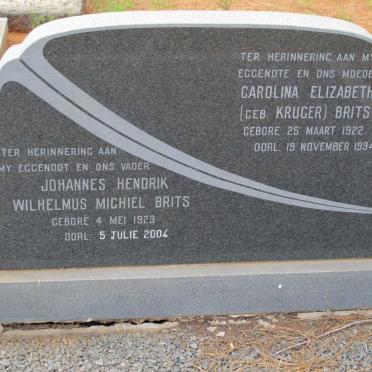 TER HERINNERING AAN MY
EGGENOTE EN ONS MOEDE
CAROLINA ELIZABETH
(GEB. KRUGER) BRITS
GEBORE 25 MAART 1922
OORL. 19 NOVEMBER 1994
TER HERINNERING AAN
MY EGGENOOT EN ONS VADER
JOHANNES HENDRIK
WILHELMUS MICHIEL BRITS
GEBORE 4 MEI 1923
OORL. 5 JULIE 2004